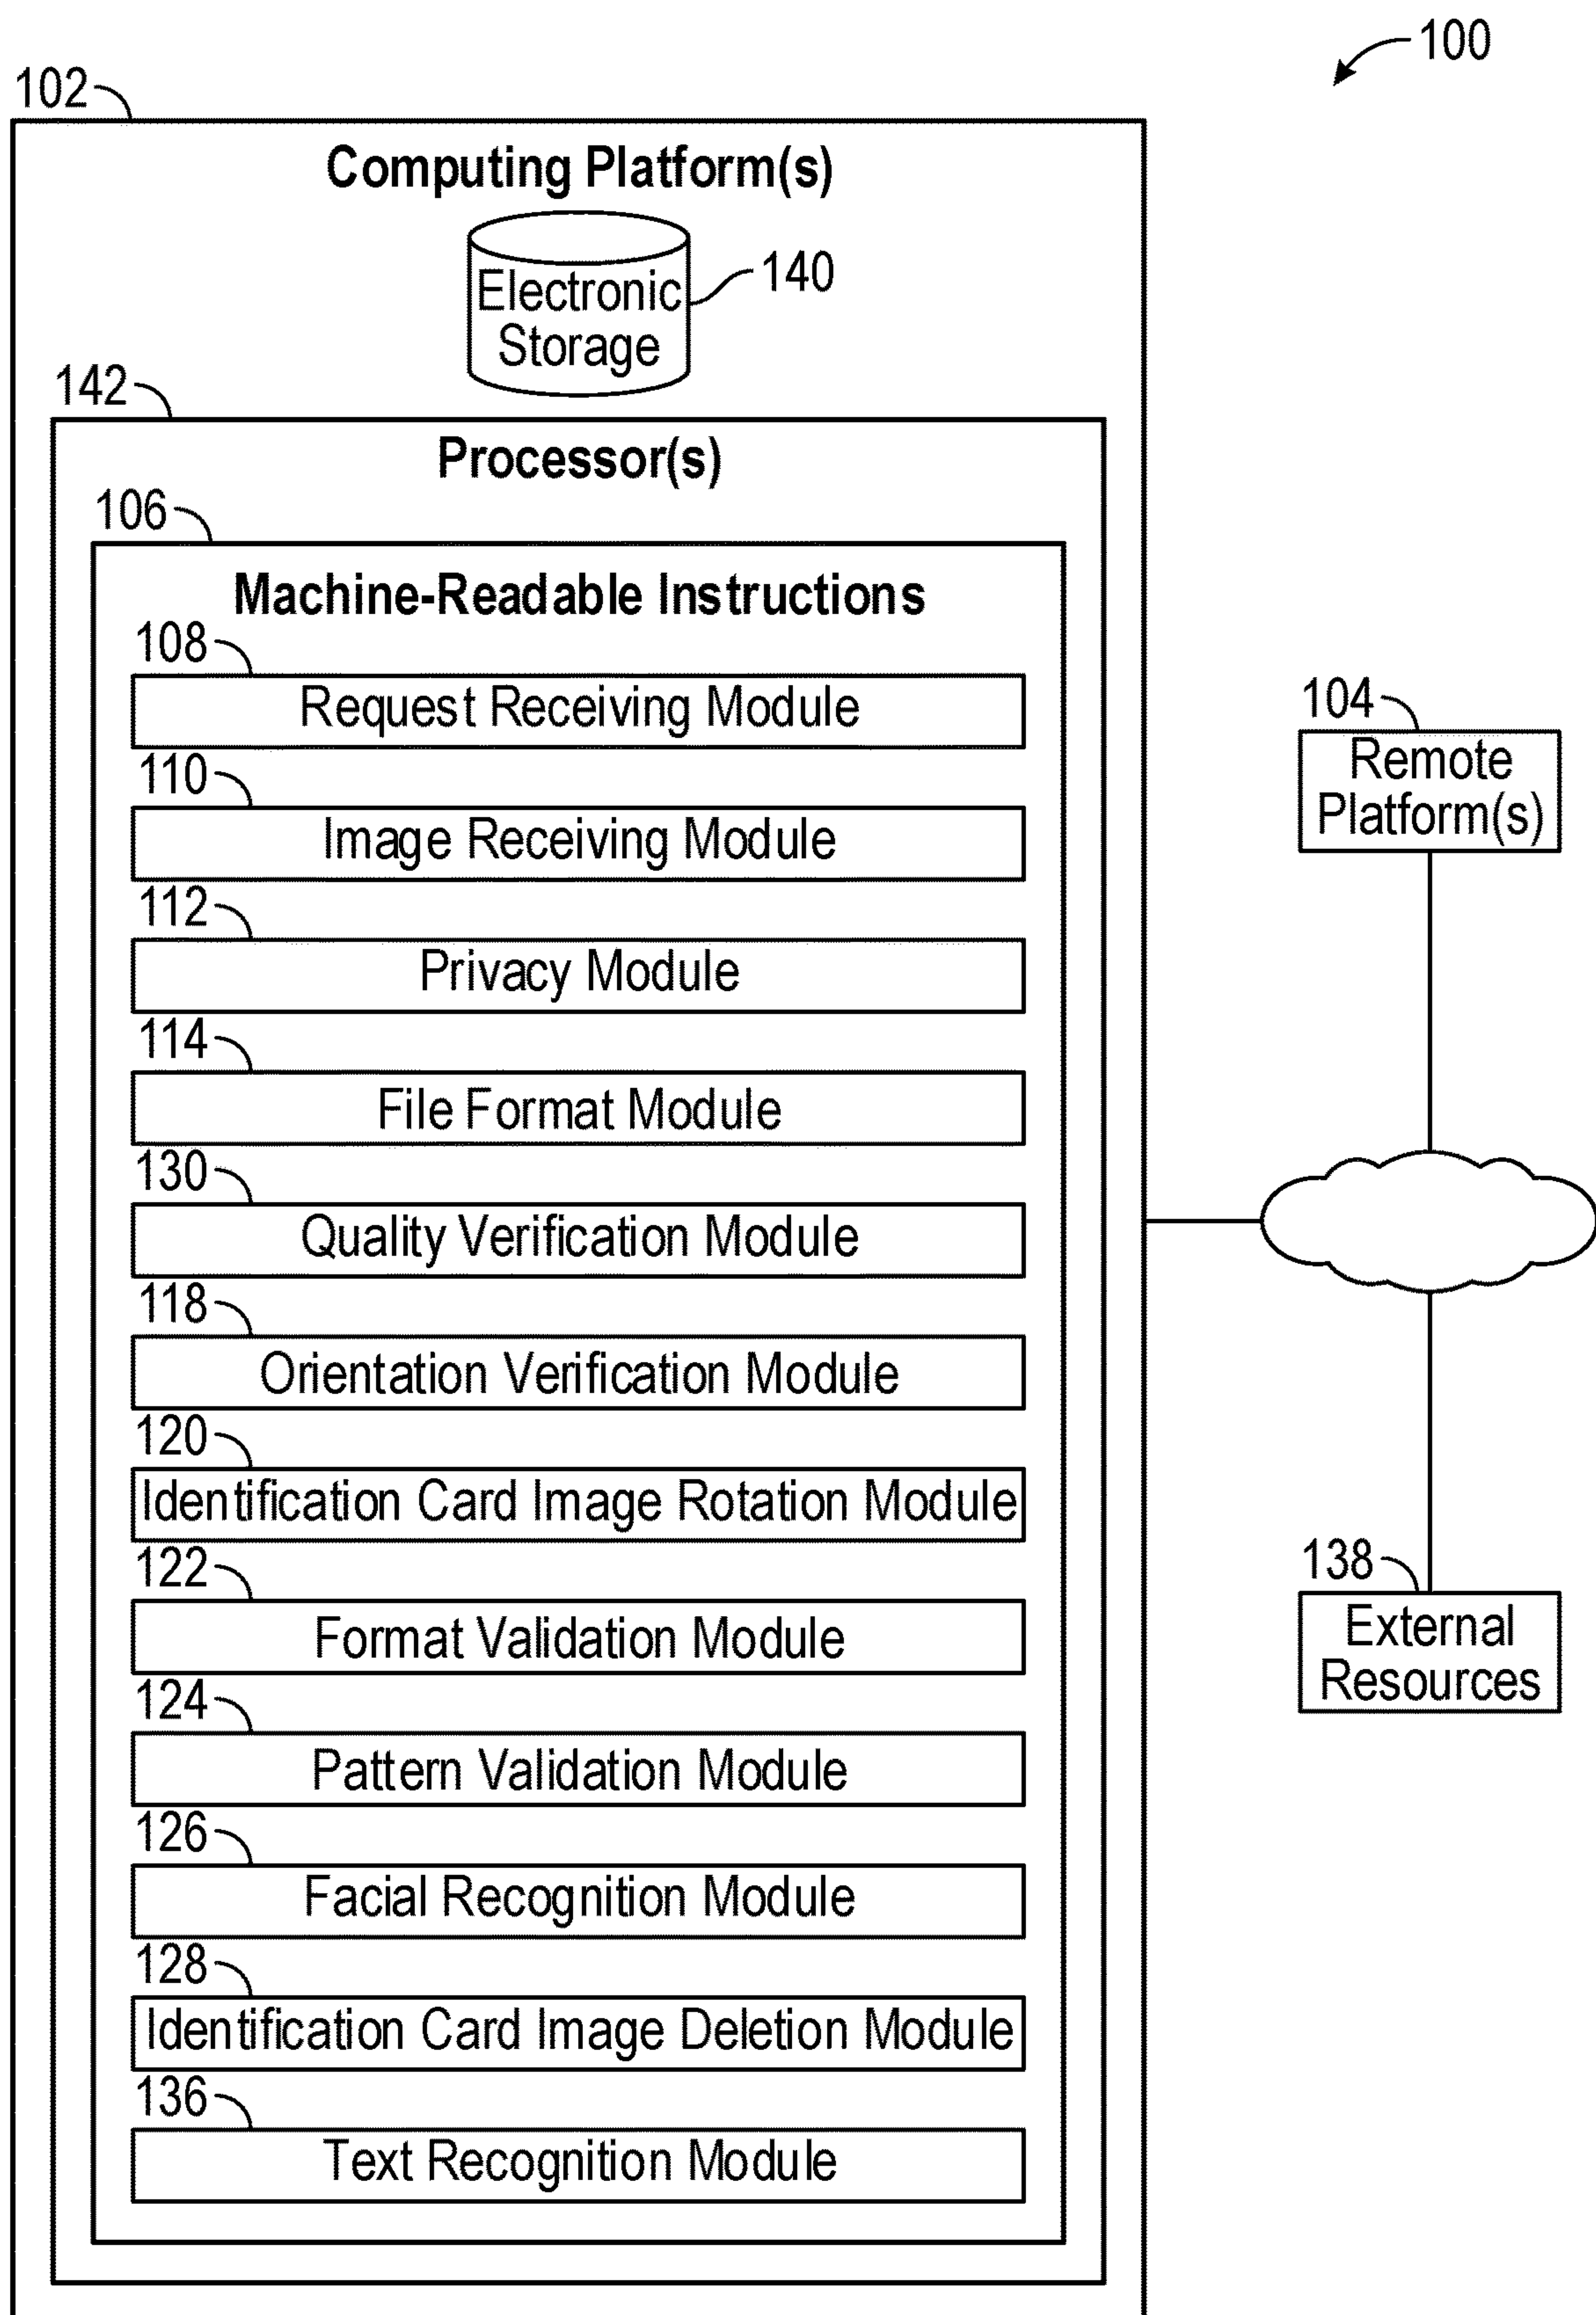 100
102
Computing Platform(s)
Electronic
Storage
140
142
Processor(s)
106
Machine-Readable Instructions
108
Request Receiving Module
110
Image Receiving Module
112
Privacy Module
114
File Format Module
130
Quality Verification Module
118
Orientation Verification Module
120
Identification Card Image Rotation Module
122
Format Validation Module
124
Pattern Validation Module
126
Facial Recognition Module
128
Identification Card Image Deletion Module
136
Text Recognition Module
104
Remote
Platform(s)
138
External
Resources